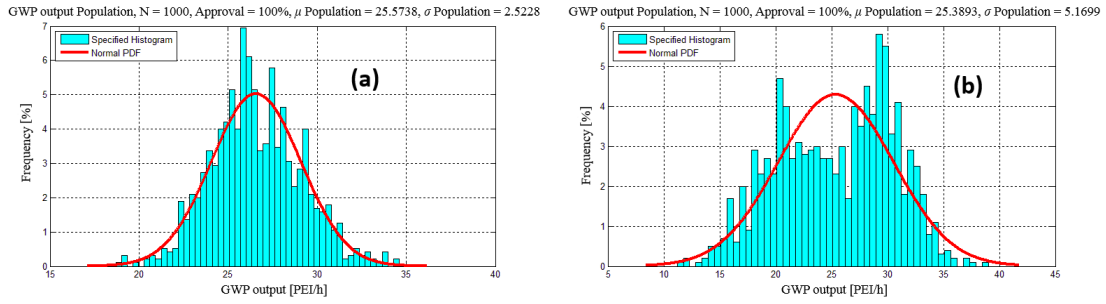 GWP output Population, N = 1000, Approval = 100%, μ Population = 25.5738, σ Population = 2.5228
7
6
5
4
3
2
1
0
Frequency [%]
Specified Histogram
Normal PDF
(a)
15 20 25 30 35 40
GWP output [PEI/h]
GWP output Population, N = 1000, Approval = 100%, μ Population = 25.3893, σ Population = 5.1699
6
5
4
3
2
1
0
Frequency [%]
Specified Histogram
Normal PDF
(b)
5 10 15 20 25 30 35 40 45
GWP output [PEI/h]